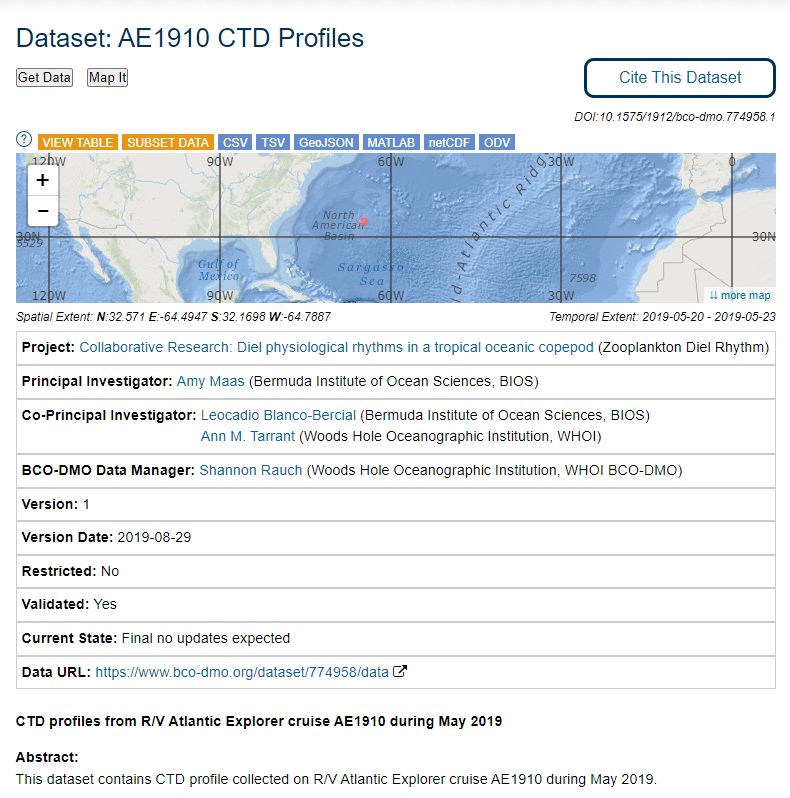 Dataset: AE1910 CTD Profiles
Get Data Map It
Cite This Dataset
DOI:10.1575/1912/bco-dmo.774958.1
? VIEW TABLE SUBSET DATA CSV TSV GeoJSON MATLAB netCDF ODV
120W 90W 60W 30W 0
+
−
North
American
Basin
30N 30N
5529
Gulf of
Mexico
Sargasso
Sea
id-Atlantic Ridg
7598
120W 90W 60W 30W
⇊ more map
Spatial Extent: N:32.571 E:-64.4947 S:32.1698 W:-64.7887
Temporal Extent: 2019-05-20 - 2019-05-23
Project: Collaborative Research: Diel physiological rhythms in a tropical oceanic copepod (Zooplankton Diel Rhythm)
Principal Investigator: Amy Maas (Bermuda Institute of Ocean Sciences, BIOS)
Co-Principal Investigator: Leocadio Blanco-Bercial (Bermuda Institute of Ocean Sciences, BIOS)
Ann M. Tarrant (Woods Hole Oceanographic Institution, WHOI)
BCO-DMO Data Manager: Shannon Rauch (Woods Hole Oceanographic Institution, WHOI BCO-DMO)
Version: 1
Version Date: 2019-08-29
Restricted: No
Validated: Yes
Current State: Final no updates expected
Data URL: https://www.bco-dmo.org/dataset/774958/data
CTD profiles from R/V Atlantic Explorer cruise AE1910 during May 2019
Abstract:
This dataset contains CTD profile collected on R/V Atlantic Explorer cruise AE1910 during May 2019.